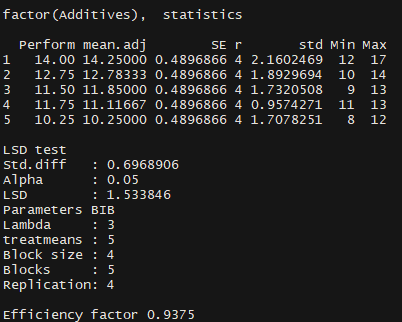 factor(Additives),  statistics

  Perform mean.adj        SE r       std Min Max
1   14.00 14.25000 0.4896866 4 2.1602469  12  17
2   12.75 12.78333 0.4896866 4 1.8929694  10  14
3   11.50 11.85000 0.4896866 4 1.7320508   9  13
4   11.75 11.11667 0.4896866 4 0.9574271  11  13
5   10.25 10.25000 0.4896866 4 1.7078251   8  12

LSD test
Std.diff   : 0.6968906
Alpha      : 0.05
LSD        : 1.533846
Parameters BIB
Lambda     : 3
treatmeans : 5
Block size : 4
Blocks     : 5
Replication: 4

Efficiency factor 0.9375